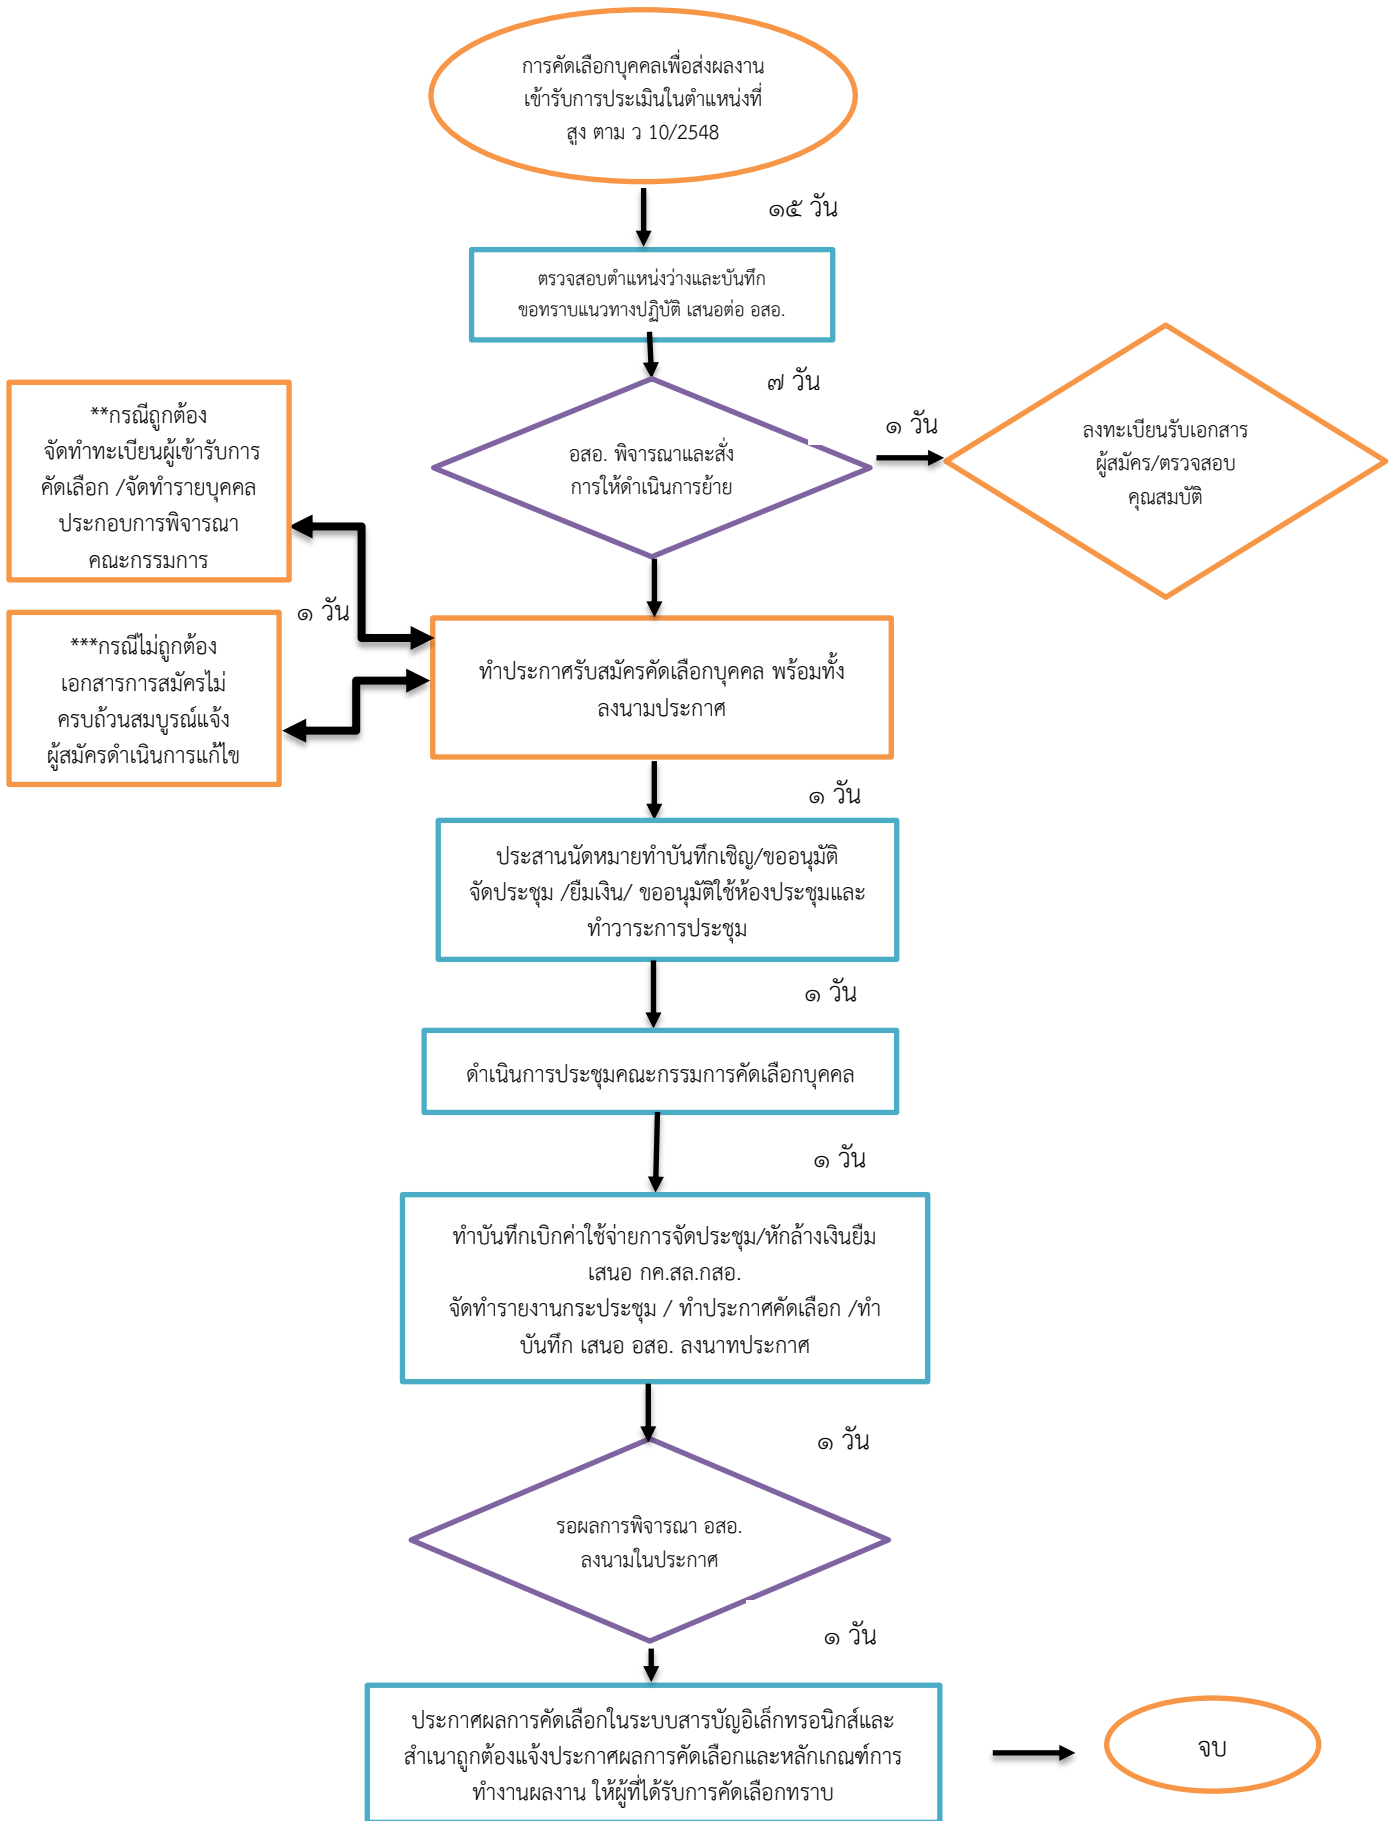 การคัดเลือกบุคคลเพื่อส่งผลงาน
เข้ารับการประเมินในตำแหน่งที่
สูง ตาม ว 10/2548
๑๕ วัน
ตรวจสอบตำแหน่งว่างและบันทึก
ขอทราบแนวทางปฏิบัติ เสนอต่อ อสอ.
๗ วัน
อสอ. พิจารณาและสั่ง
การให้ดำเนินการย้าย
๑ วัน
ลงทะเบียนรับเอกสาร
ผู้สมัคร/ตรวจสอบ
คุณสมบัติ
**กรณีถูกต้อง
จัดทำทะเบียนผู้เข้ารับการ
คัดเลือก /จัดทำรายบุคคล
ประกอบการพิจารณา
คณะกรรมการ
๑ วัน
***กรณีไม่ถูกต้อง
เอกสารการสมัครไม่
ครบถ้วนสมบูรณ์แจ้ง
ผู้สมัครดำเนินการแก้ไข
ทำประกาศรับสมัครคัดเลือกบุคคล พร้อมทั้ง
ลงนามประกาศ
๑ วัน
ประสานนัดหมายทำบันทึกเชิญ/ขออนุมัติ
จัดประชุม /ยืมเงิน/ ขออนุมัติใช้ห้องประชุมและ
ทำวาระการประชุม
๑ วัน
ดำเนินการประชุมคณะกรรมการคัดเลือกบุคคล
๑ วัน
ทำบันทึกเบิกค่าใช้จ่ายการจัดประชุม/หักล้างเงินยืม
เสนอ กค.สล.กสอ.
จัดทำรายงานกระประชุม / ทำประกาศคัดเลือก /ทำ
บันทึก เสนอ อสอ. ลงนาทประกาศ
๑ วัน
รอผลการพิจารณา อสอ.
ลงนามในประกาศ
๑ วัน
ประกาศผลการคัดเลือกในระบบสารบัญอิเล็กทรอนิกส์และ
สำเนาถูกต้องแจ้งประกาศผลการคัดเลือกและหลักเกณฑ์การ
ทำงานผลงาน ให้ผู้ที่ได้รับการคัดเลือกทราบ
จบ